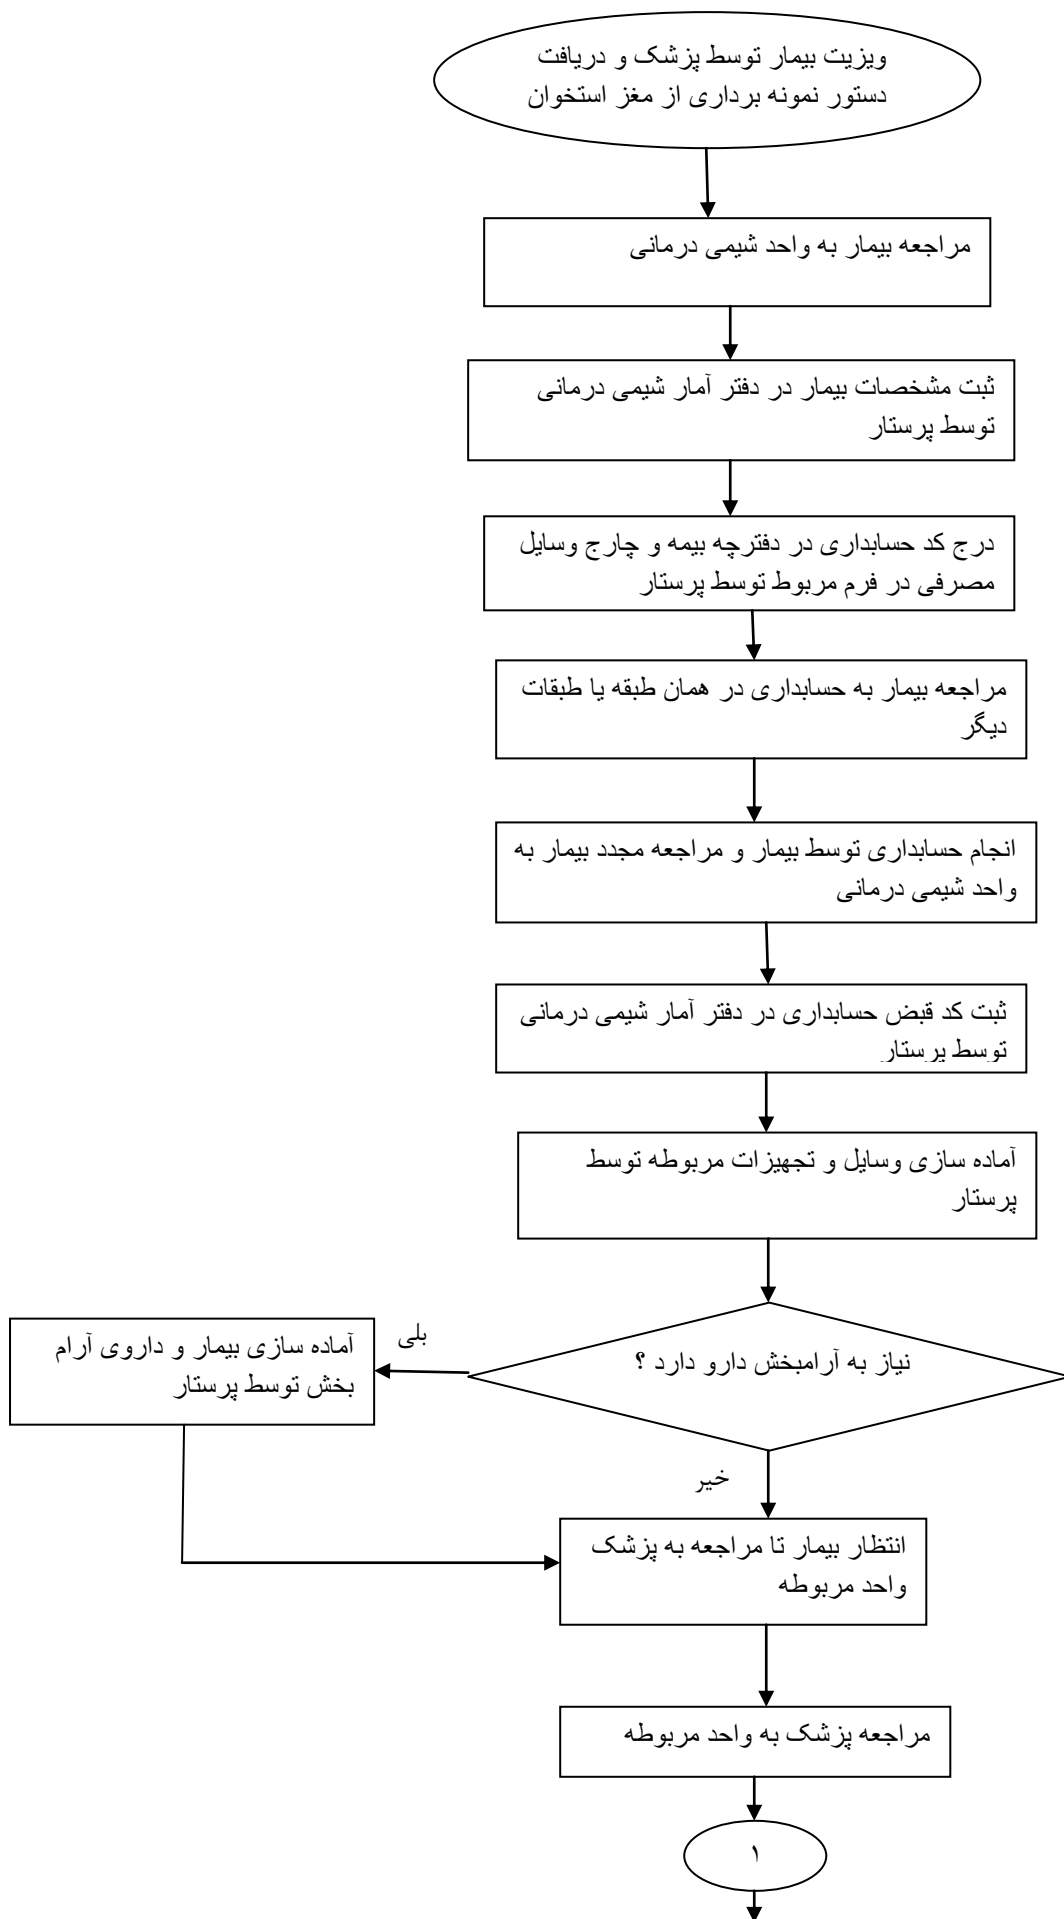 ویزیت بیمار توسط پزشک و دریافت
دستور نمونه برداری از مغز استخوان
مراجعه بیمار به واحد شیمی درمانی
ثبت مشخصات بیمار در دفتر آمار شیمی درمانی
توسط پرستار
درج کد حسابداری در دفترچه بیمه و چارج وسایل
مصرفی در فرم مربوط توسط پرستار
مراجعه بیمار به حسابداری در همان طبقه یا طبقات
دیگر
انجام حسابداری توسط بیمار و مراجعه مجدد بیمار به
واحد شیمی درمانی
ثبت کد قبض حسابداری در دفتر آمار شیمی درمانی
توسط پرستار
آماده سازی وسایل و تجهیزات مربوطه توسط
پرستار
نیاز به آرامبخش دارو دارد ؟
بلی
آماده سازی بیمار و داروی آرام
بخش توسط پرستار
خیر
انتظار بیمار تا مراجعه به پزشک
واحد مربوطه
مراجعه پزشک به واحد مربوطه
۱